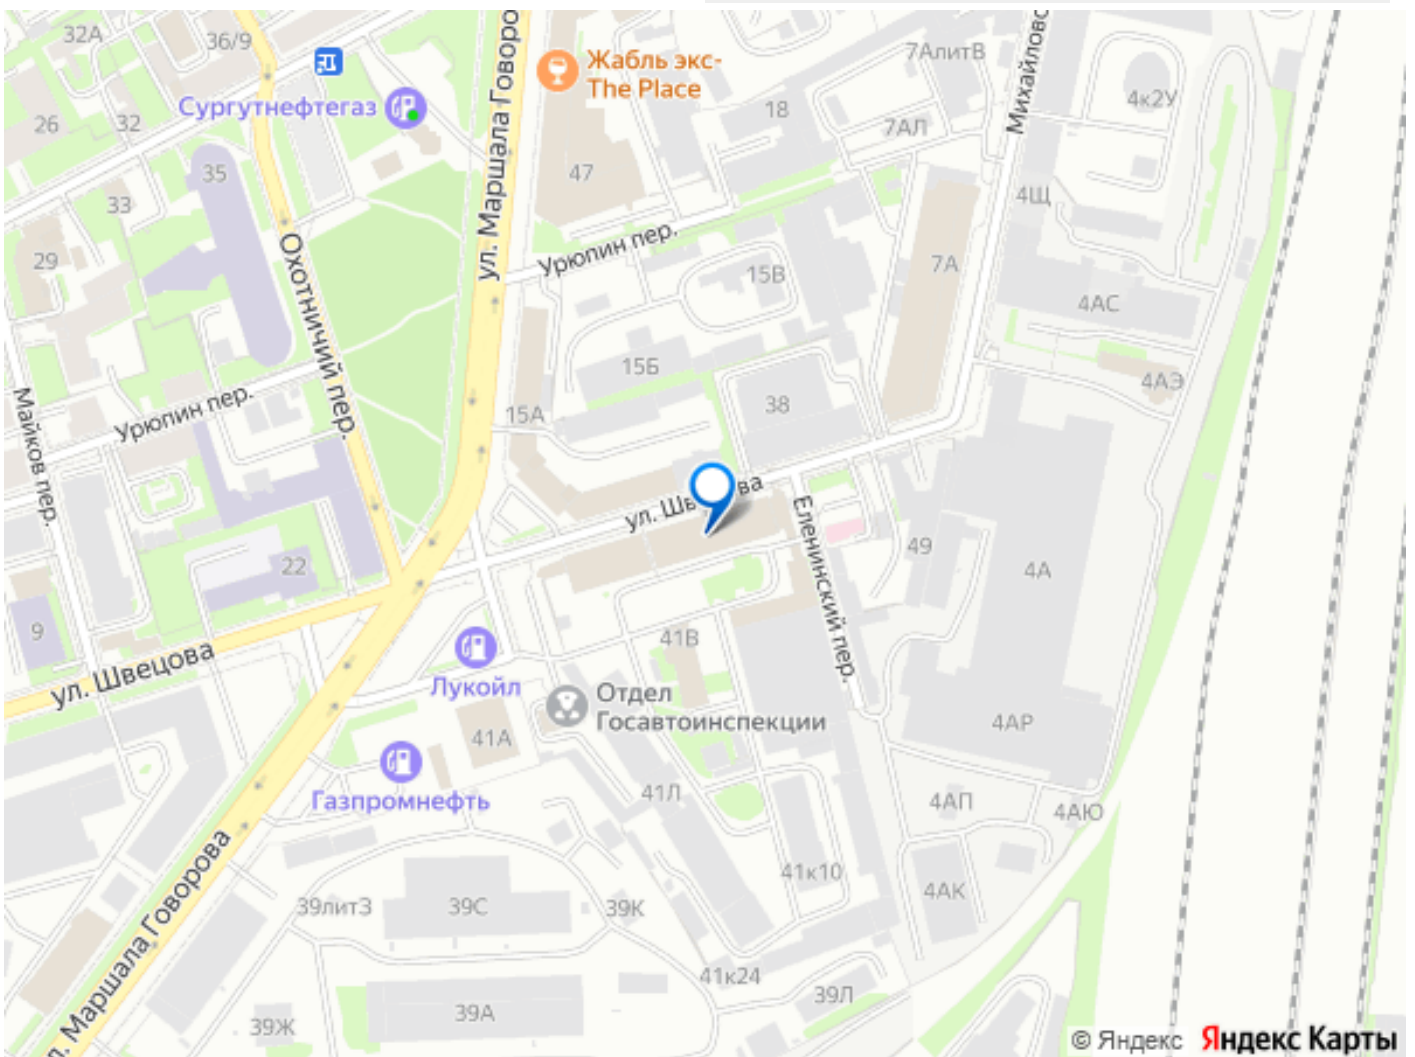 32А
36/9
Сургутнефтегаз
26
32
35
33
29
ул. Маршала Говоро
Жабль экс-
The Place
47
18
7АлитВ
7АЛ
Михайловс
4к2У
4Щ
Охотничий пер.
Урюпин пер.
15В
7А
4АС
15Б
4АЭ
Майков пер.
Урюпин пер.
15А
38
ул. Шв
ва
Еленинский пер.
49
4А
22
9
ул. Швецова
41В
Лукойл
Отдел
Госавтоинспекции
41А
4АР
Газпромнефть
41Л
4АП
4АЮ
ул. Маршала Говорова
41к10
4АК
39литЗ
39С
39К
41к24
39Л
39А
39Ж
© Яндекс Яндекс Карты